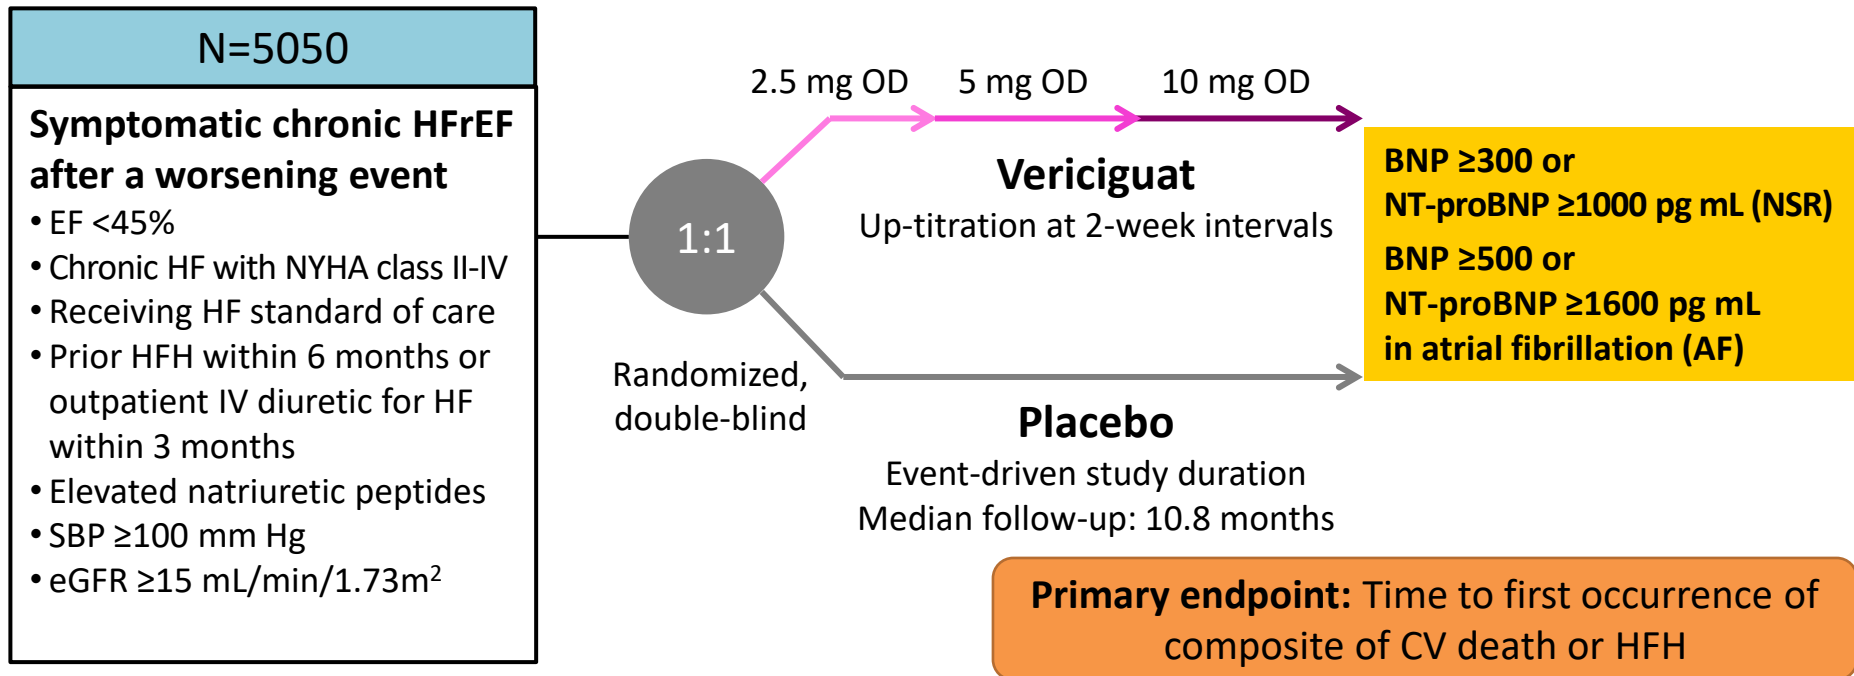 N=5050
Symptomatic chronic HFrEF
after a worsening event
• EF <45%
• Chronic HF with NYHA class II-IV
• Receiving HF standard of care
• Prior HFH within 6 months or
outpatient IV diuretic for HF
within 3 months
• Elevated natriuretic peptides
• SBP ≥100 mm Hg
• eGFR ≥15 mL/min/1.73m²
1:1
Randomized,
double-blind
2.5 mg OD
5 mg OD
10 mg OD
Vericiguat
Up-titration at 2-week intervals
Placebo
Event-driven study duration
Median follow-up: 10.8 months
BNP ≥300 or
NT-proBNP ≥1000 pg mL (NSR)
BNP ≥500 or
NT-proBNP ≥1600 pg mL
in atrial fibrillation (AF)
Primary endpoint: Time to first occurrence of
composite of CV death or HFH